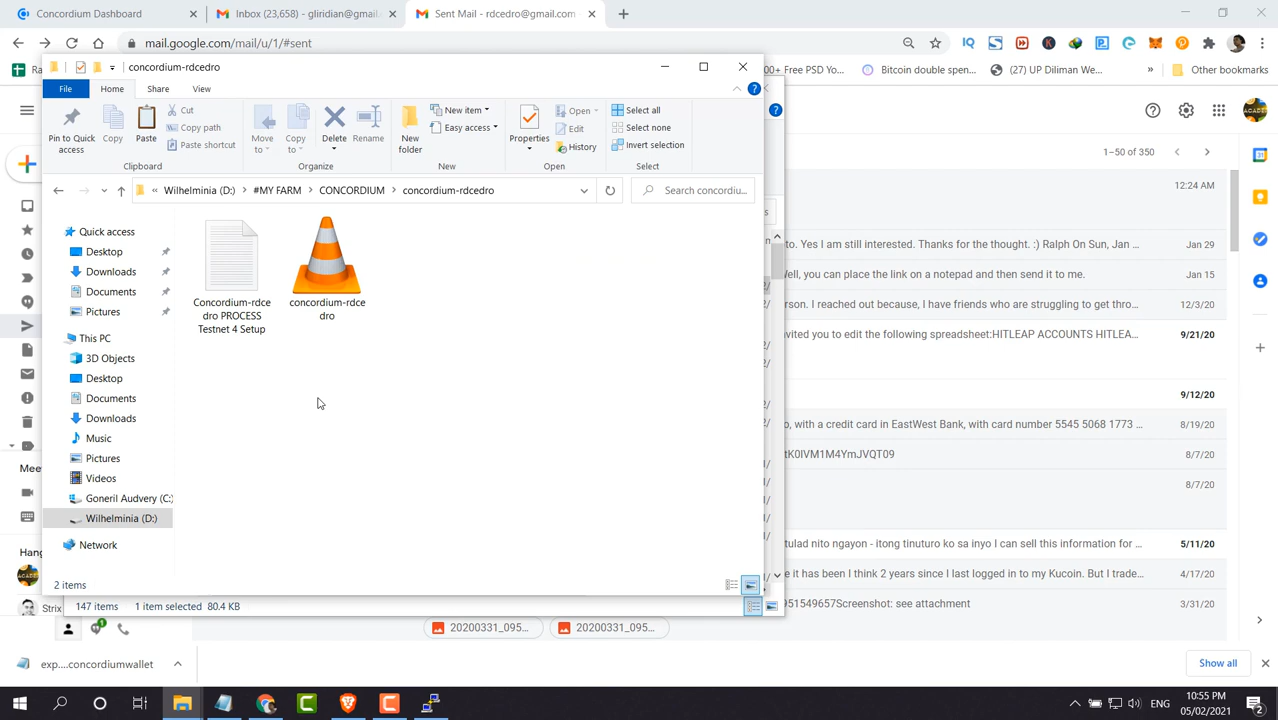 Concordium Dashboard
Inbox (23,658) - gliridian@gmail.
Sent Mail - rdcedro@gmail.com
mail.google.com/mail/u/1/#sent
00+ Free PSD You...
Bitcoin double spen...
(27) UP Diliman We...
Other bookmarks
concordium-rdcedro
File
Home
Share
View
Pin to Quick
access
Copy
Paste
Cut
Copy path
Paste shortcut
Move
to
Copy
to
Delete
Rename
New
folder
New item
Easy access
Properties
Open
Edit
History
Select all
Select none
Invert selection
Clipboard
Organize
New
Open
Select
1–50 of 350
« Wilhelminia (D:) > #MY FARM > CONCORDIUM > concordium-rdcedro
Search concordiu...
12:24 AM
Quick access
Desktop
Downloads
Documents
Pictures
This PC
3D Objects
Desktop
Documents
Downloads
Music
Pictures
Videos
Goneril Audvery (C:)
Wilhelminia (D:)
Network
Concordium-rdce
dro PROCESS
Testnet 4 Setup
concordium-rdce
dro
to. Yes I am still interested. Thanks for the thought. :) Ralph On Sun, Jan ...
Jan 29
Well, you can place the link on a notepad and then send it to me.
Jan 15
erson. I reached out because, I have friends who are struggling to get thro...
12/3/20
nvited you to edit the following spreadsheet:HITLEAP ACCOUNTS HITLEA...
9/21/20
9/12/20
o, with a credit card in EastWest Bank, with card number 5545 5068 1773 ...
8/19/20
8/7/20
8/7/20
tulad nito ngayon - itong tinuturo ko sa inyo I can sell this information for ...
5/11/20
e it has been I think 2 years since I last logged in to my Kucoin. But I trade...
4/17/20
951549657Screenshot: see attachment
3/31/20
Mee
Hang
Strix
2 items
147 items
1 item selected 80.4 KB
20200331_095...
20200331_095...
exp....concordiumwallet
Show all
ENG
10:55 PM
05/02/2021
2